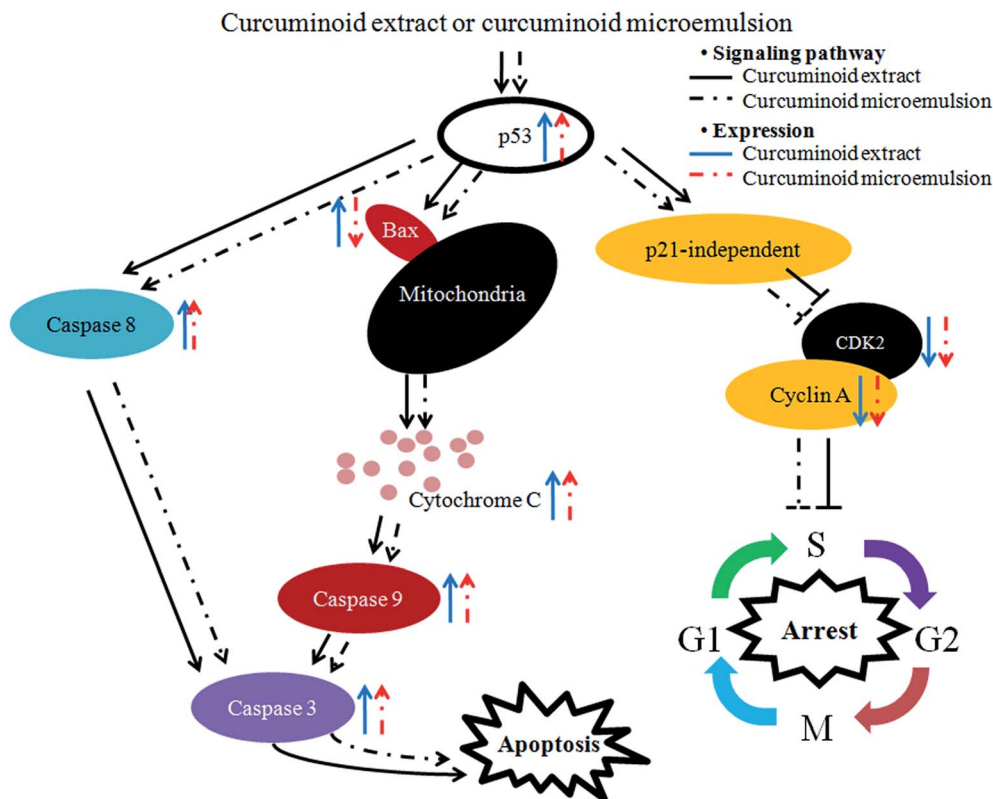 Curcuminoid extract or curcuminoid microemulsion
• Signaling pathway
Curcuminoid extract
Curcuminoid microemulsion
• Expression
Curcuminoid extract
Curcuminoid microemulsion
p53
Bax
p21-independent
Mitochondria
Caspase 8
CDK2
Cyclin A
Cytochrome C
S
Caspase 9
G1
Arrest
G2
Caspase 3
M
Apoptosis